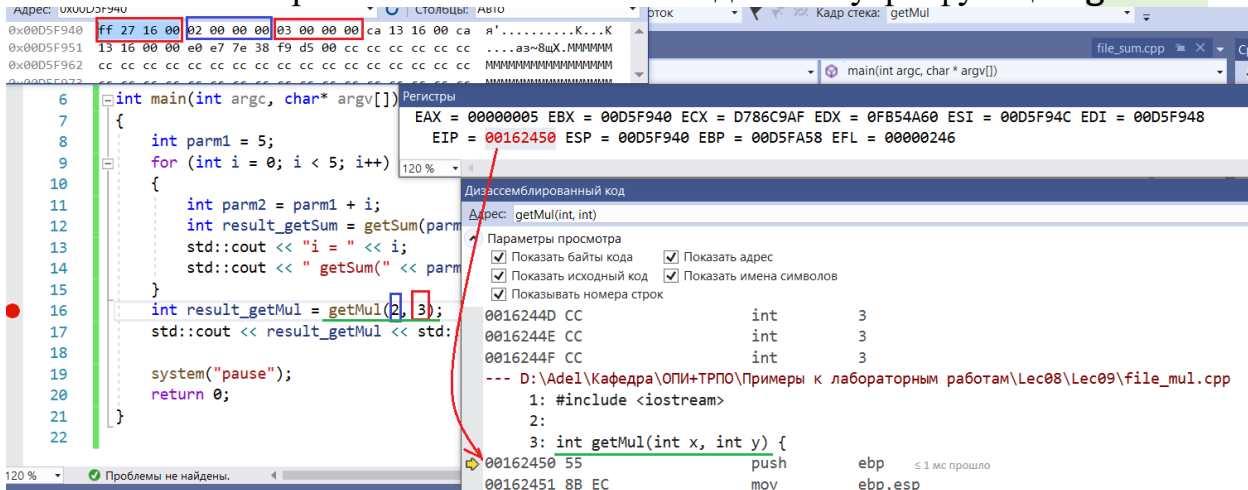 Адрес: 0x00D5F940 Столбцы: Авто
0x00D5F940 ff 27 16 00 02 00 00 00 03 00 00 00 ca 13 16 00 ca я'..........К...К
0x00D5F951 13 16 00 00 e0 e7 7e 38 f9 d5 00 cc cc cc cc cc cc ....аз~8щХ.ММММММ
0x00D5F962 cc cc cc cc cc cc cc cc cc cc cc cc cc cc cc cc cc МММММММММММММММММ
Кадр стека: getMul
file_sum.cpp
main(int argc, char * argv[])
6 int main(int argc, char* argv[])
7 {
8 int parm1 = 5;
9 for (int i = 0; i < 5; i++)
10 {
11 int parm2 = parm1 + i;
12 int result_getSum = getSum(parm
13 std::cout << "i = " << i;
14 std::cout << " getSum(" << parm
15 }
16 int result_getMul = getMul(2, 3);
17 std::cout << result_getMul << std:
18
19 system("pause");
20 return 0;
21 }
22
120 % Проблемы не найдены.
Регистры
EAX = 00000005 EBX = 00D5F940 ECX = D786C9AF EDX = 0FB54A60 ESI = 00D5F94C EDI = 00D5F948
EIP = 00162450 ESP = 00D5F940 EBP = 00D5FA58 EFL = 00000246
120 %
Дизассемблированный код
Адрес: getMul(int, int)
Параметры просмотра
Показать байты кода Показать адрес
Показать исходный код Показать имена символов
Показывать номера строк
0016244D CC int 3
0016244E CC int 3
0016244F CC int 3
--- D:\Adel\Кафедра\ОПИ+ТРПО\Примеры к лабораторным работам\Lec08\Lec09\file_mul.cpp
1: #include <iostream>
2:
3: int getMul(int x, int y) {
00162450 55 push ebp ≤ 1 мс прошло
00162451 8B EC mov ebp,esp